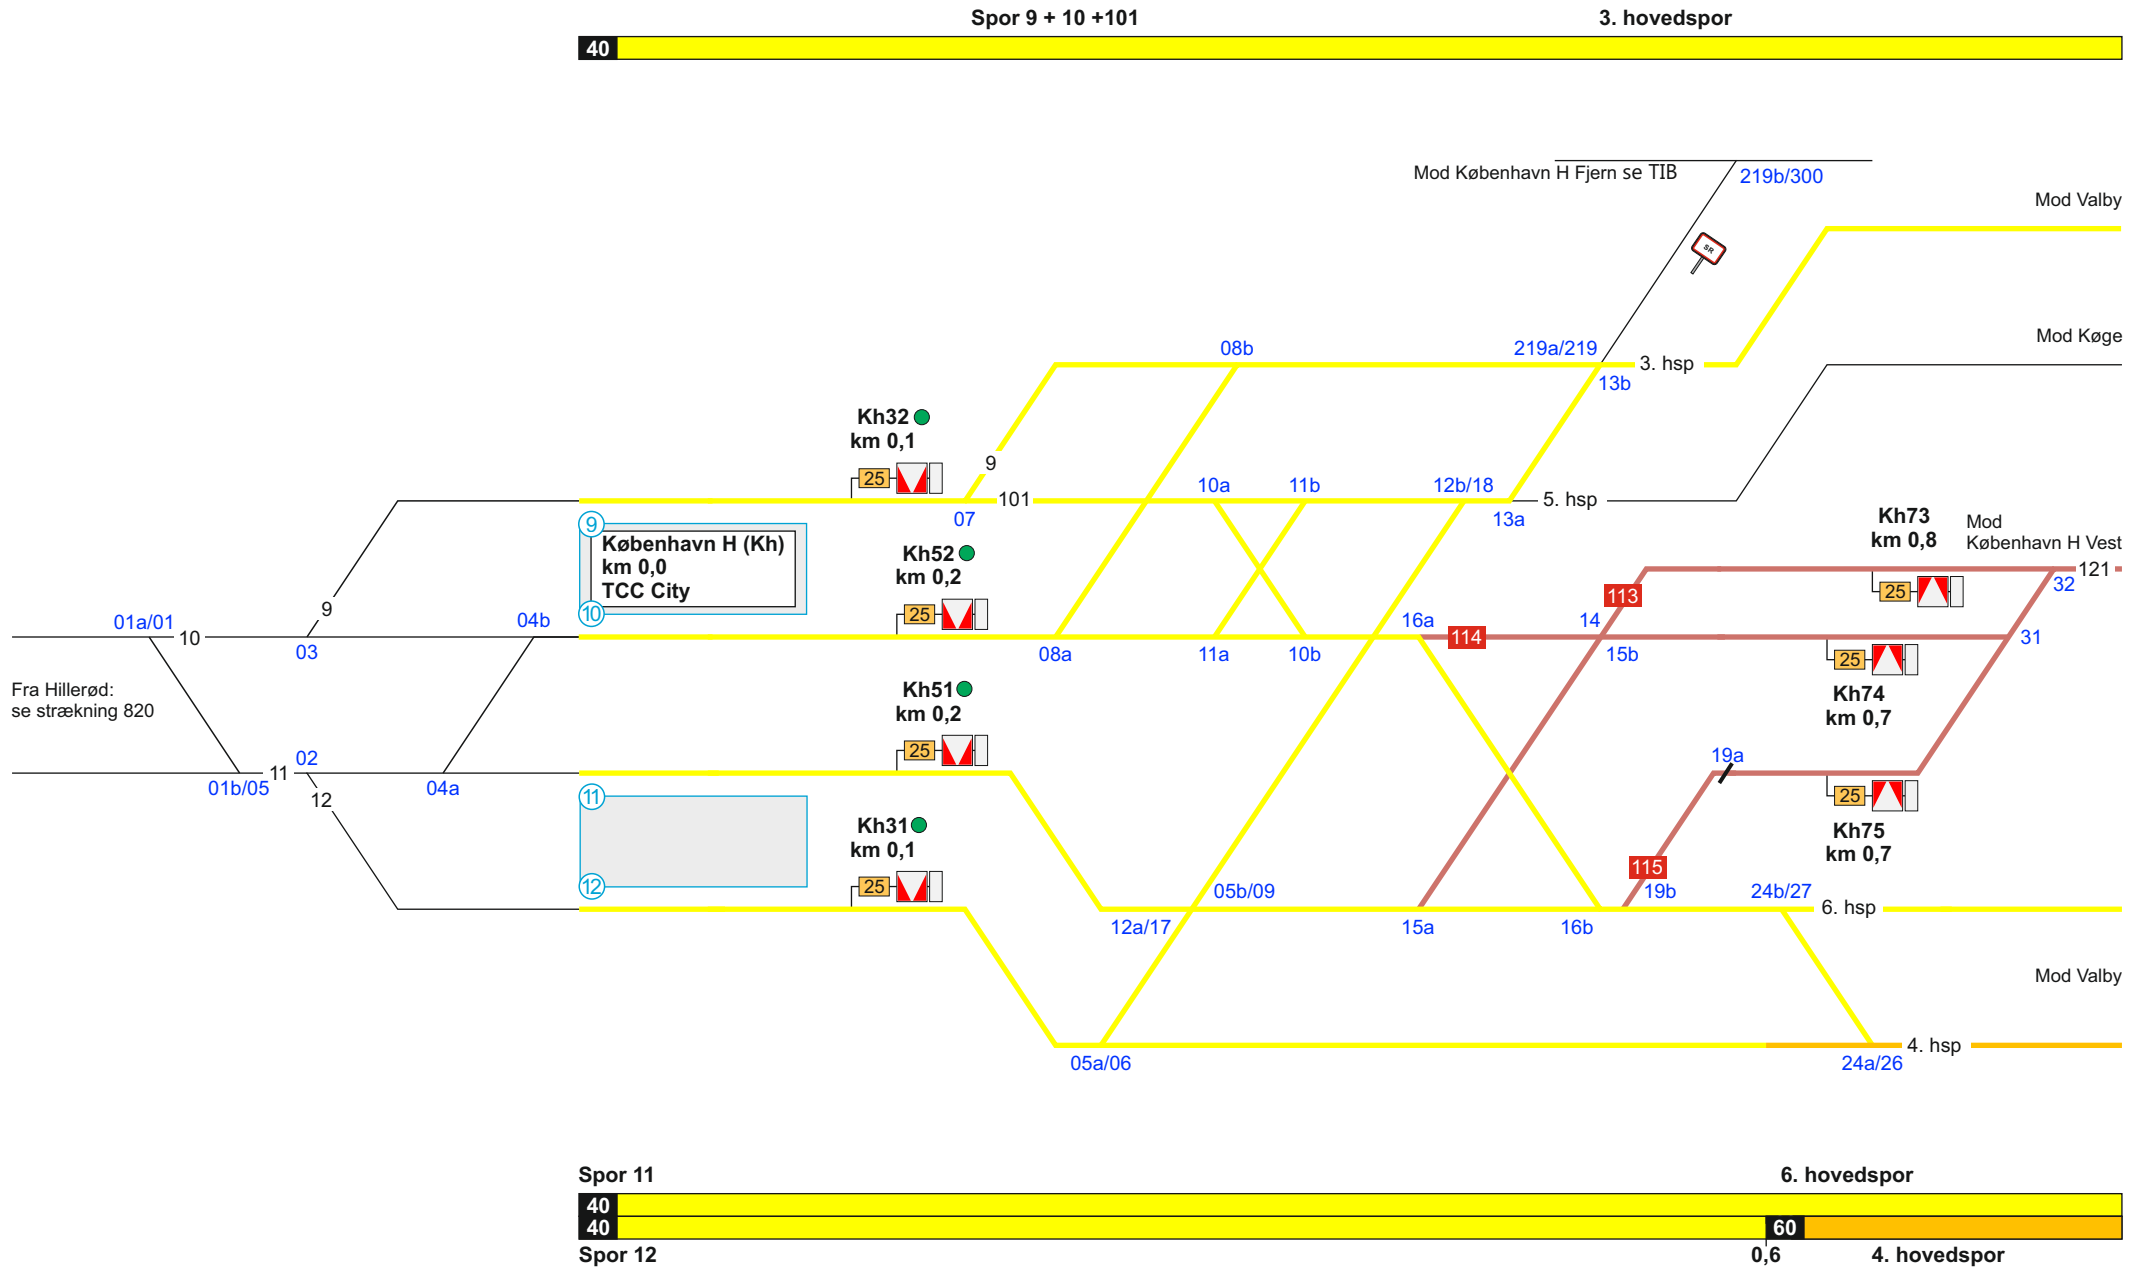 Spor 9 + 10 +101
3. hovedspor
40
Mod København H Fjern se TIB
219b/300
Mod Valby
SR
Mod Køge
08b
219a/219
3. hsp
13b
Kh32
km 0,1
25
9
101
07
10a
11b
12b/18
13a
5. hsp
9
København H (Kh)
km 0,0
TCC City
10
Kh52
km 0,2
25
Kh73
km 0,8
25
Mod
København H Vest
121
32
113
01a/01
10
9
03
04b
08a
11a
10b
16a
114
14
15b
31
25
Kh74
km 0,7
Fra Hillerød:
se strækning 820
Kh51
km 0,2
25
02
11
01b/05
12
04a
19a
25
Kh75
km 0,7
11
12
Kh31
km 0,1
25
115
05b/09
19b
24b/27
6. hsp
12a/17
15a
16b
Mod Valby
05a/06
4. hsp
24a/26
Spor 11
6. hovedspor
40
40
60
Spor 12
0,6
4. hovedspor